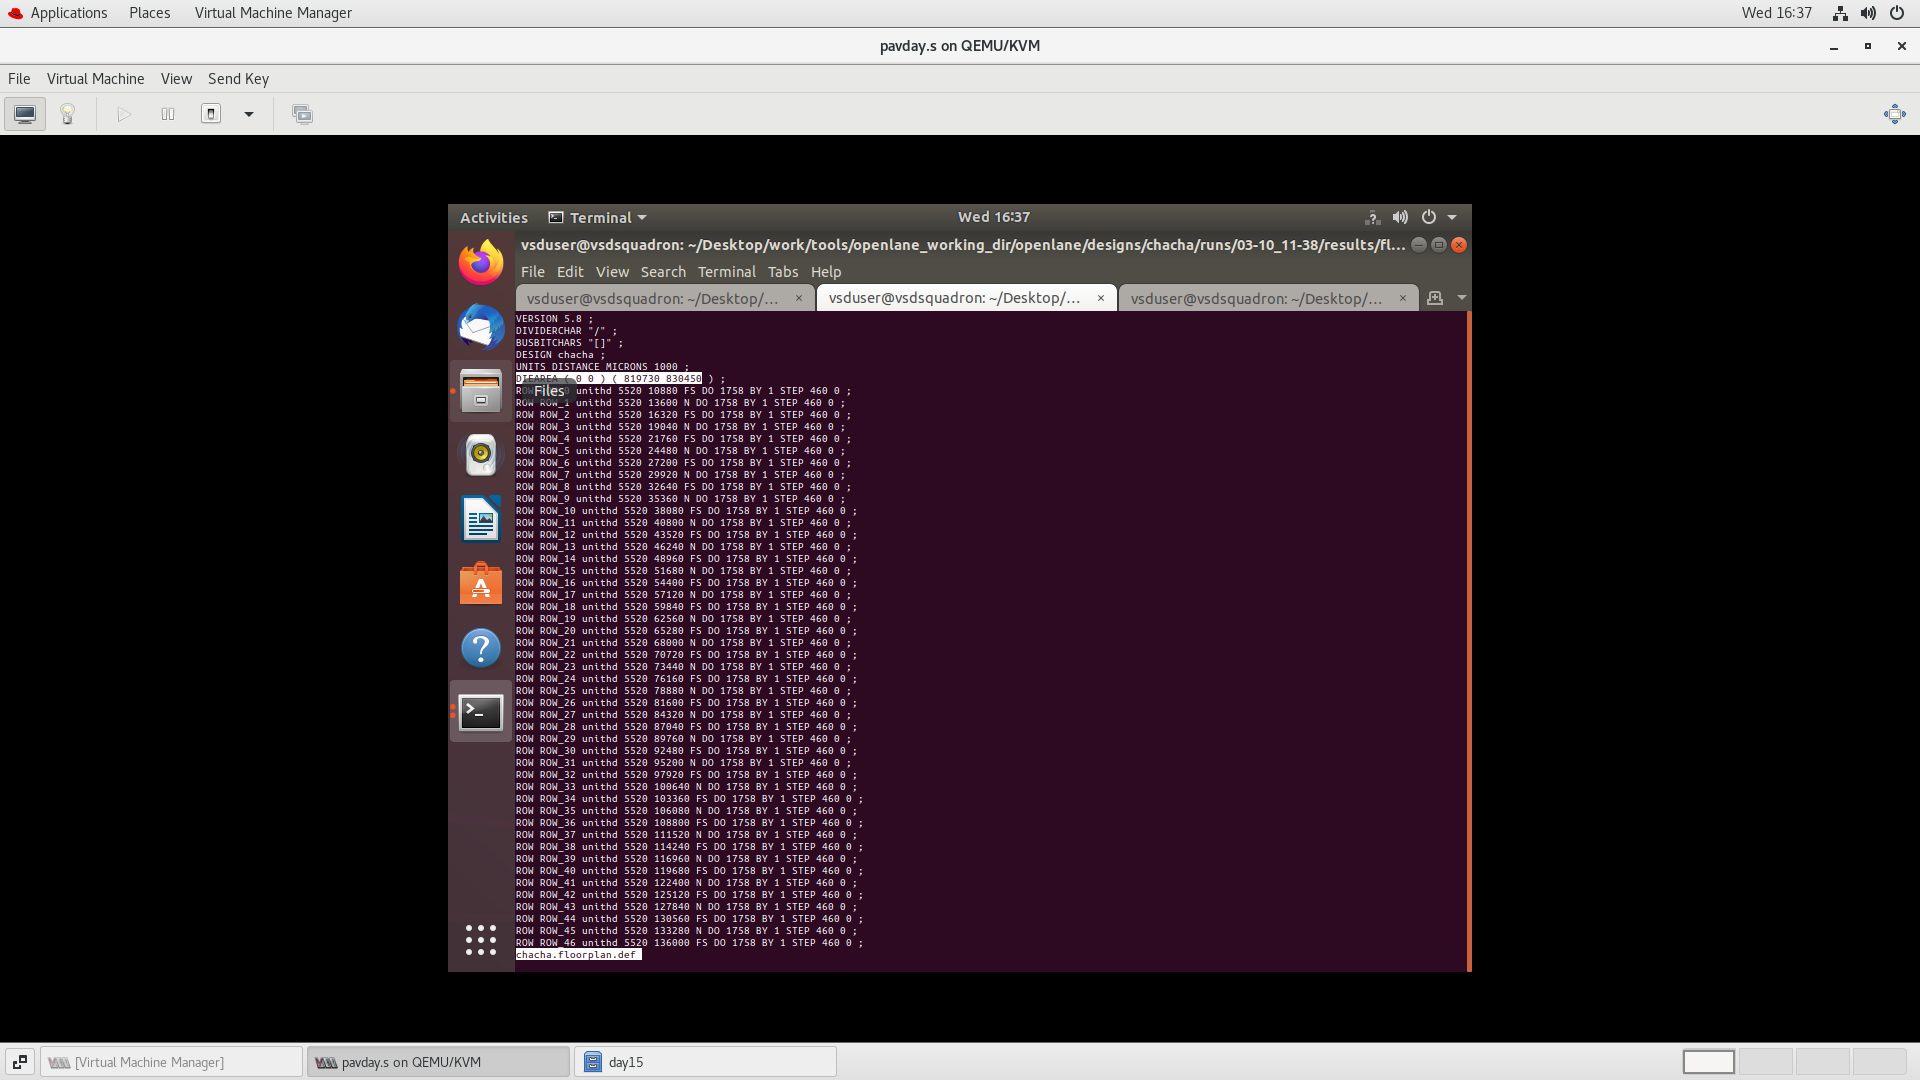 Applications Places Virtual Machine Manager Wed 16:37
pavday.s on QEMU/KVM
File Virtual Machine View Send Key
Activities Terminal Wed 16:37
vsduser@vsdsquadron: ~/Desktop/work/tools/openlane_working_dir/openlane/designs/chacha/runs/03-10_11-38/results/fl...
File Edit View Search Terminal Tabs Help
vsduser@vsdsquadron: ~/Desktop/... × vsduser@vsdsquadron: ~/Desktop/... × vsduser@vsdsquadron: ~/Desktop/... ×
VERSION 5.8 ;
DIVIDERCHAR "/" ;
BUSBITCHARS "[]" ;
DESIGN chacha ;
UNITS DISTANCE MICRONS 1000 ;
DIEAREA ( 0 0 ) ( 819730 830450 ) ;
Files
unithd 5520 10880 FS DO 1758 BY 1 STEP 460 0 ;
ROW ROW_1 unithd 5520 13600 N DO 1758 BY 1 STEP 460 0 ;
ROW ROW_2 unithd 5520 16320 FS DO 1758 BY 1 STEP 460 0 ;
ROW ROW_3 unithd 5520 19040 N DO 1758 BY 1 STEP 460 0 ;
ROW ROW_4 unithd 5520 21760 FS DO 1758 BY 1 STEP 460 0 ;
ROW ROW_5 unithd 5520 24480 N DO 1758 BY 1 STEP 460 0 ;
ROW ROW_6 unithd 5520 27200 FS DO 1758 BY 1 STEP 460 0 ;
ROW ROW_7 unithd 5520 29920 N DO 1758 BY 1 STEP 460 0 ;
ROW ROW_8 unithd 5520 32640 FS DO 1758 BY 1 STEP 460 0 ;
ROW ROW_9 unithd 5520 35360 N DO 1758 BY 1 STEP 460 0 ;
ROW ROW_10 unithd 5520 38080 FS DO 1758 BY 1 STEP 460 0 ;
ROW ROW_11 unithd 5520 40800 N DO 1758 BY 1 STEP 460 0 ;
ROW ROW_12 unithd 5520 43520 FS DO 1758 BY 1 STEP 460 0 ;
ROW ROW_13 unithd 5520 46240 N DO 1758 BY 1 STEP 460 0 ;
ROW ROW_14 unithd 5520 48960 FS DO 1758 BY 1 STEP 460 0 ;
ROW ROW_15 unithd 5520 51680 N DO 1758 BY 1 STEP 460 0 ;
ROW ROW_16 unithd 5520 54400 FS DO 1758 BY 1 STEP 460 0 ;
ROW ROW_17 unithd 5520 57120 N DO 1758 BY 1 STEP 460 0 ;
ROW ROW_18 unithd 5520 59840 FS DO 1758 BY 1 STEP 460 0 ;
ROW ROW_19 unithd 5520 62560 N DO 1758 BY 1 STEP 460 0 ;
ROW ROW_20 unithd 5520 65280 FS DO 1758 BY 1 STEP 460 0 ;
ROW ROW_21 unithd 5520 68000 N DO 1758 BY 1 STEP 460 0 ;
ROW ROW_22 unithd 5520 70720 FS DO 1758 BY 1 STEP 460 0 ;
ROW ROW_23 unithd 5520 73440 N DO 1758 BY 1 STEP 460 0 ;
ROW ROW_24 unithd 5520 76160 FS DO 1758 BY 1 STEP 460 0 ;
ROW ROW_25 unithd 5520 78880 N DO 1758 BY 1 STEP 460 0 ;
ROW ROW_26 unithd 5520 81600 FS DO 1758 BY 1 STEP 460 0 ;
ROW ROW_27 unithd 5520 84320 N DO 1758 BY 1 STEP 460 0 ;
ROW ROW_28 unithd 5520 87040 FS DO 1758 BY 1 STEP 460 0 ;
ROW ROW_29 unithd 5520 89760 N DO 1758 BY 1 STEP 460 0 ;
ROW ROW_30 unithd 5520 92480 FS DO 1758 BY 1 STEP 460 0 ;
ROW ROW_31 unithd 5520 95200 N DO 1758 BY 1 STEP 460 0 ;
ROW ROW_32 unithd 5520 97920 FS DO 1758 BY 1 STEP 460 0 ;
ROW ROW_33 unithd 5520 100640 N DO 1758 BY 1 STEP 460 0 ;
ROW ROW_34 unithd 5520 103360 FS DO 1758 BY 1 STEP 460 0 ;
ROW ROW_35 unithd 5520 106080 N DO 1758 BY 1 STEP 460 0 ;
ROW ROW_36 unithd 5520 108800 FS DO 1758 BY 1 STEP 460 0 ;
ROW ROW_37 unithd 5520 111520 N DO 1758 BY 1 STEP 460 0 ;
ROW ROW_38 unithd 5520 114240 FS DO 1758 BY 1 STEP 460 0 ;
ROW ROW_39 unithd 5520 116960 N DO 1758 BY 1 STEP 460 0 ;
ROW ROW_40 unithd 5520 119680 FS DO 1758 BY 1 STEP 460 0 ;
ROW ROW_41 unithd 5520 122400 N DO 1758 BY 1 STEP 460 0 ;
ROW ROW_42 unithd 5520 125120 FS DO 1758 BY 1 STEP 460 0 ;
ROW ROW_43 unithd 5520 127840 N DO 1758 BY 1 STEP 460 0 ;
ROW ROW_44 unithd 5520 130560 FS DO 1758 BY 1 STEP 460 0 ;
ROW ROW_45 unithd 5520 133280 N DO 1758 BY 1 STEP 460 0 ;
ROW ROW_46 unithd 5520 136000 FS DO 1758 BY 1 STEP 460 0 ;
chacha.floorplan.def
[Virtual Machine Manager] pavday.s on QEMU/KVM day15